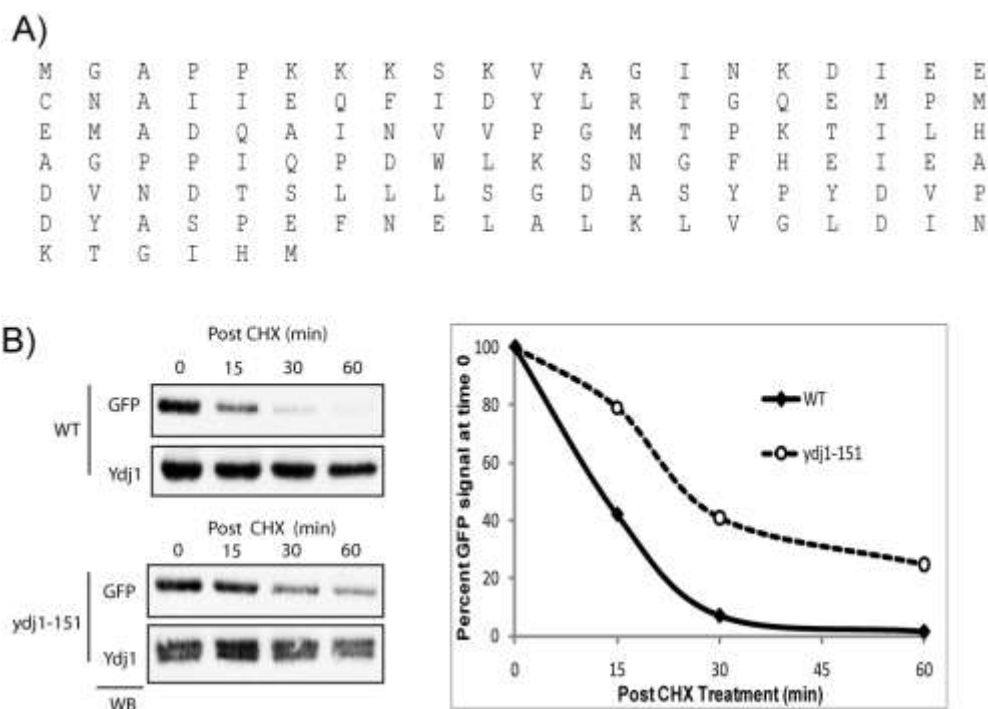 A)
M G A P P K K K S K V A G I N K D I E E
C N A I I E Q F I D Y L R T G Q E M P M
E M A D Q A I N V V P G M T P K T I L H
A G P P I Q P D W L K S N G F H E I E A
D V N D T S L L L S G D A S Y P Y D V P
D Y A S P E F N E L A L K L V G L D I N
K T G I H M
B)
Post CHX (min)
0 15 30 60
WT
GFP
Ydj1
Post CHX (min)
0 15 30 60
ydj1-151
GFP
Ydj1
WB
Percent GFP signal at time 0
100
80
60
40
20
0
WT
ydj1-151
0 15 30 45 60
Post CHX Treatment (min)